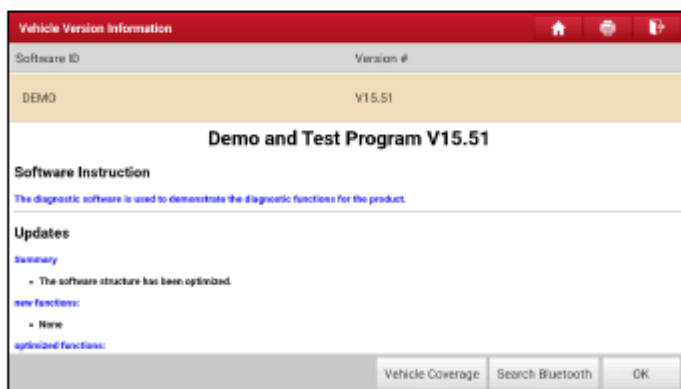 Vehicle Version Information
Software ID Version #
DEMO V15.51
Demo and Test Program V15.51
Software Instruction
The diagnostic software is used to demonstrate the diagnostic functions for the product.
Updates
Summary
- The software structure has been optimized.
new functions:
- None
optimized functions:
Vehicle Coverage Search Bluetooth OK